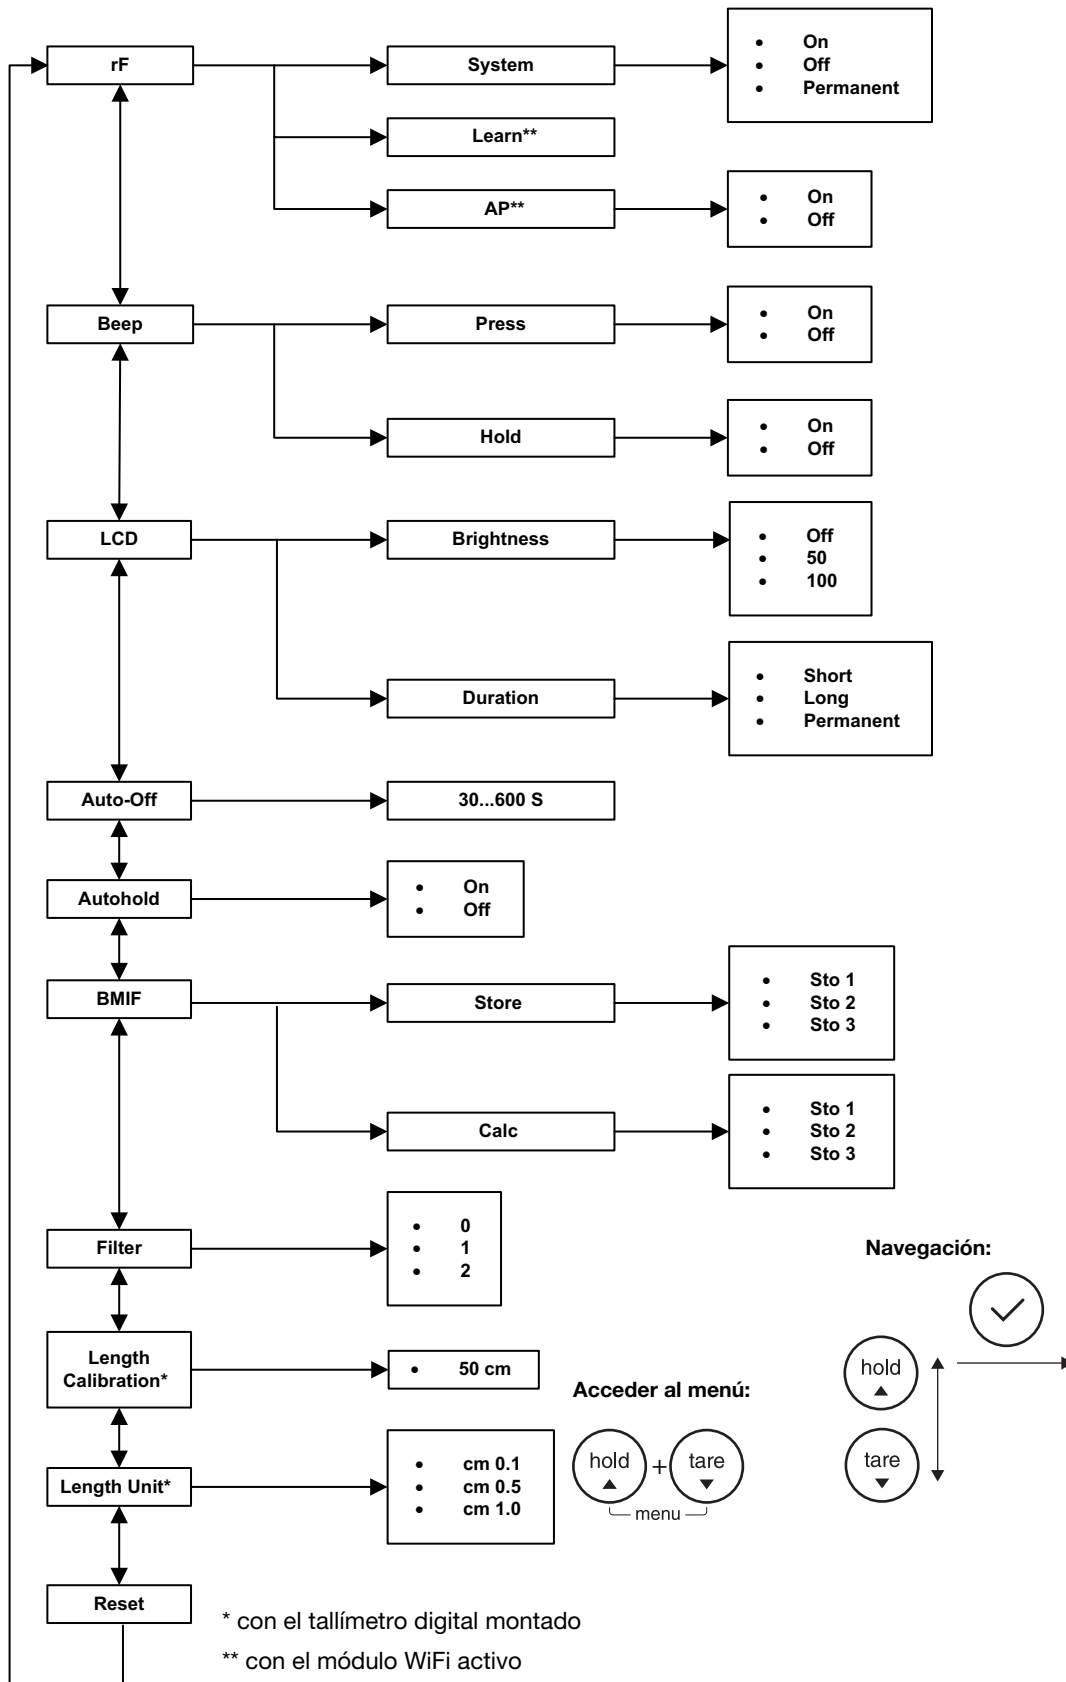 rF
System
• On
• Off
• Permanent
Learn**
AP**
• On
• Off
Beep
Press
• On
• Off
Hold
• On
• Off
LCD
Brightness
• Off
• 50
• 100
Duration
• Short
• Long
• Permanent
Auto-Off
30...600 S
Autohold
• On
• Off
BMIF
Store
• Sto 1
• Sto 2
• Sto 3
Calc
• Sto 1
• Sto 2
• Sto 3
Filter
• 0
• 1
• 2
Length
Calibration*
• 50 cm
Length Unit*
• cm 0.1
• cm 0.5
• cm 1.0
Reset
Acceder al menú:
hold + tare
menu
Navegación:
hold
tare
* con el tallímetro digital montado
** con el módulo WiFi activo